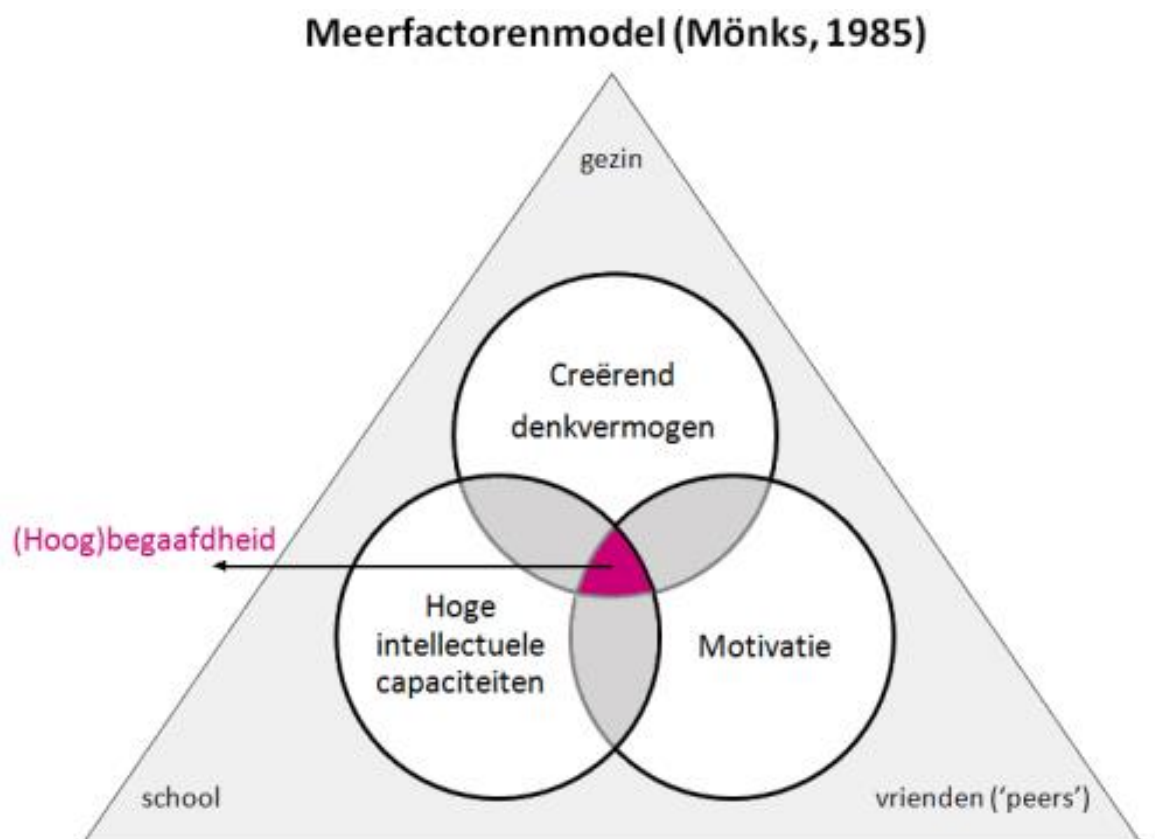 Meerfactorenmodel (Mönks, 1985)
gezin
Creërend
denkvermogen
(Hoog)begaafdheid
Hoge
intellectuele
capaciteiten
Motivatie
school
vrienden (‘peers’)